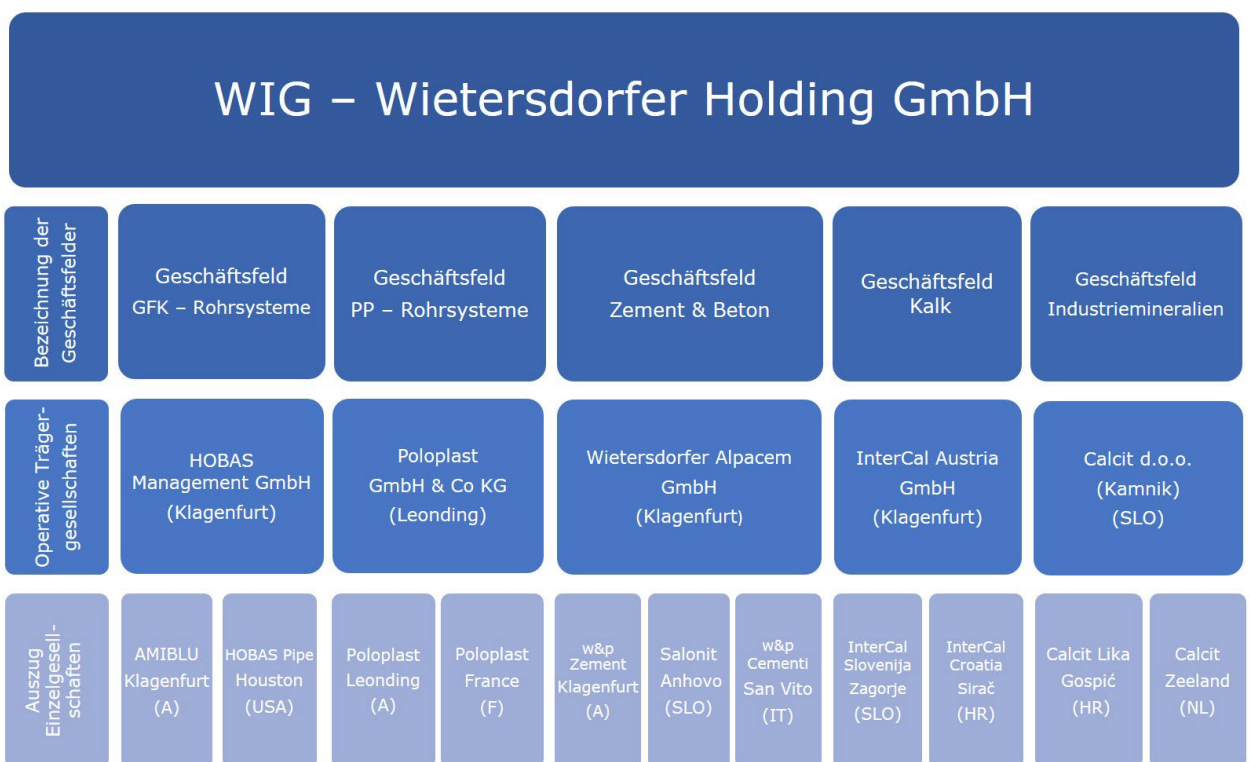 WIG – Wietersdorfer Holding GmbH
Bezeichnung der
Geschäftsfelder
Geschäftsfeld
GFK – Rohrsysteme
Geschäftsfeld
PP – Rohrsysteme
Geschäftsfeld
Zement & Beton
Geschäftsfeld
Kalk
Geschäftsfeld
Industriemineralien
Operative Träger-
gesellschaften
HOBAS
Management GmbH
(Klagenfurt)
Poloplast
GmbH & Co KG
(Leonding)
Wietersdorfer Alpacem
GmbH
(Klagenfurt)
InterCal Austria
GmbH
(Klagenfurt)
Calcit d.o.o.
(Kamnik)
(SLO)
Auszug
Einzelgesell-
schaften
AMIBLU
Klagenfurt
(A)
HOBAS Pipe
Houston
(USA)
Poloplast
Leonding
(A)
Poloplast
France
(F)
w&p
Zement
Klagenfurt
(A)
Salonit
Anhovo
(SLO)
w&p
Cementi
San Vito
(IT)
InterCal
Slovenija
Zagorje
(SLO)
InterCal
Croatia
Sirač
(HR)
Calcit Lika
Gospić
(HR)
Calcit
Zeeland
(NL)